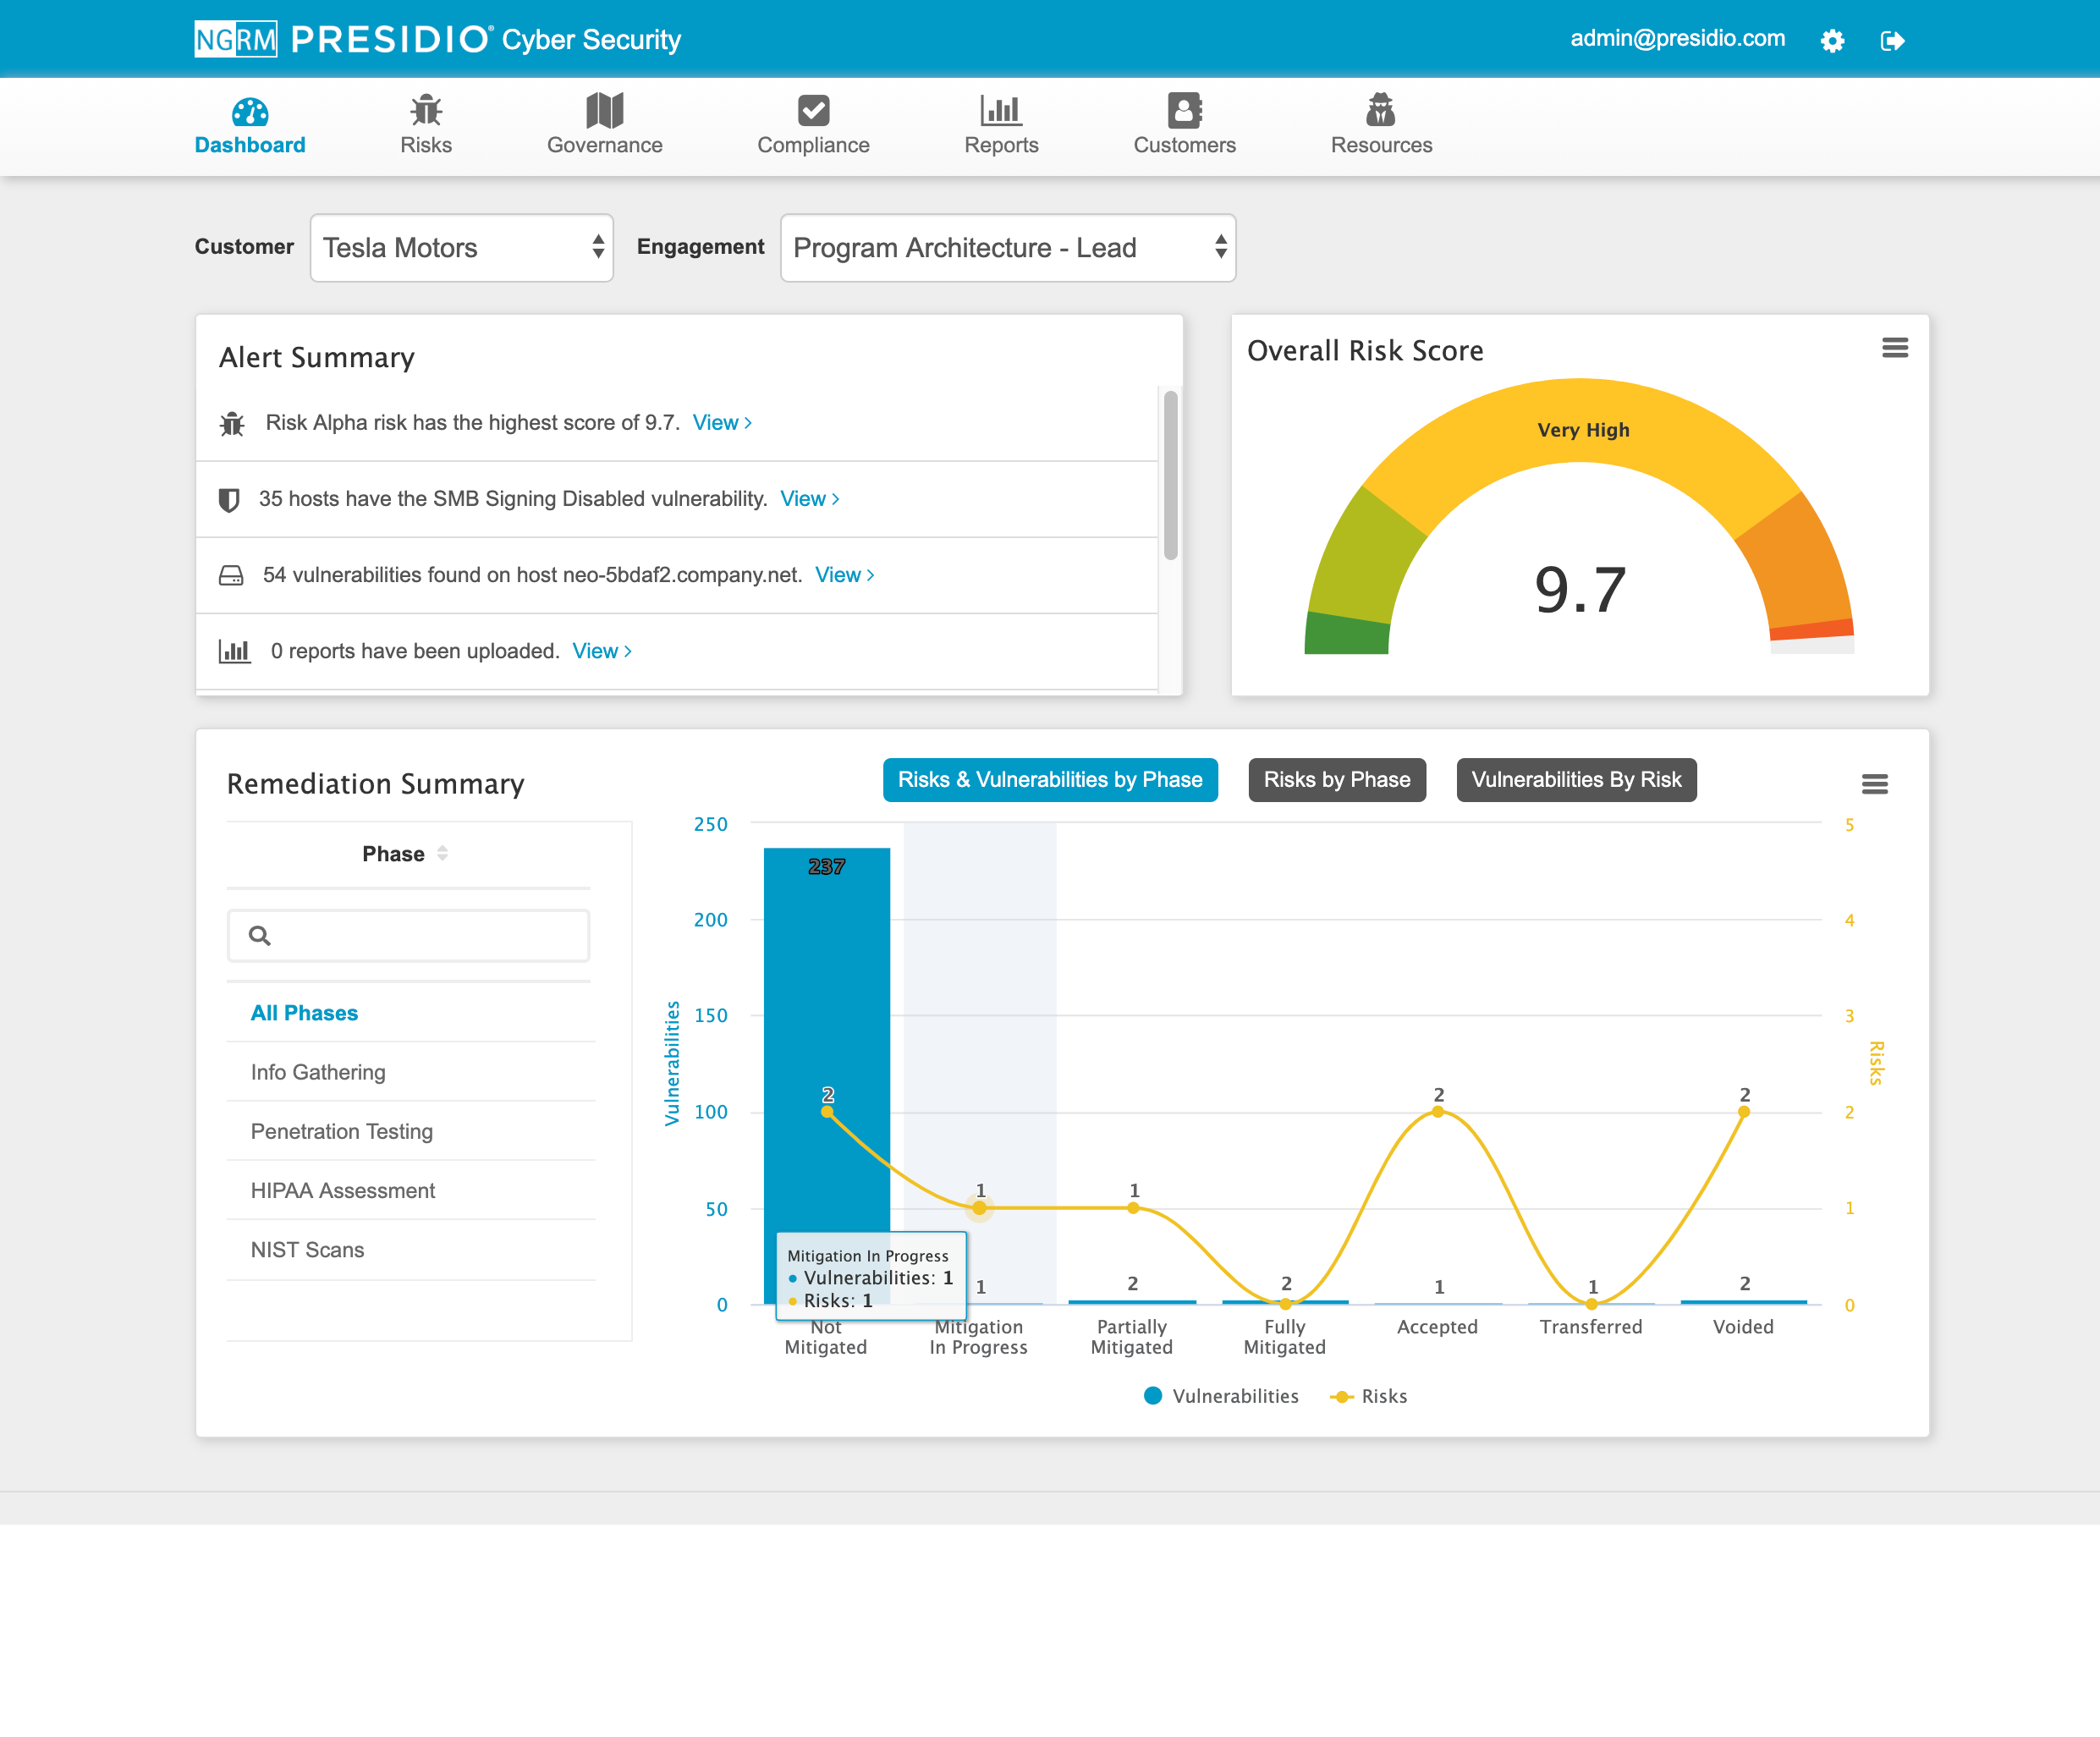 NGRM PRESIDIO® Cyber Security
admin@presidio.com
Dashboard
Risks
Governance
Compliance
Reports
Customers
Resources
Customer
Tesla Motors
Engagement
Program Architecture - Lead
Alert Summary
Risk Alpha risk has the highest score of 9.7. View >
35 hosts have the SMB Signing Disabled vulnerability. View >
54 vulnerabilities found on host neo-5bdaf2.company.net. View >
0 reports have been uploaded. View >
Overall Risk Score
Very High
9.7
Remediation Summary
Risks & Vulnerabilities by Phase
Risks by Phase
Vulnerabilities By Risk
Phase
All Phases
Info Gathering
Penetration Testing
HIPAA Assessment
NIST Scans
Vulnerabilities
250
200
150
100
50
0
237
2
1
1
2
2
1
2
2
1
1
2
Mitigation In Progress
Vulnerabilities: 1
Risks: 1
5
4
3
2
1
0
Risks
Not
Mitigated
Mitigation
In Progress
Partially
Mitigated
Fully
Mitigated
Accepted
Transferred
Voided
Vulnerabilities
Risks